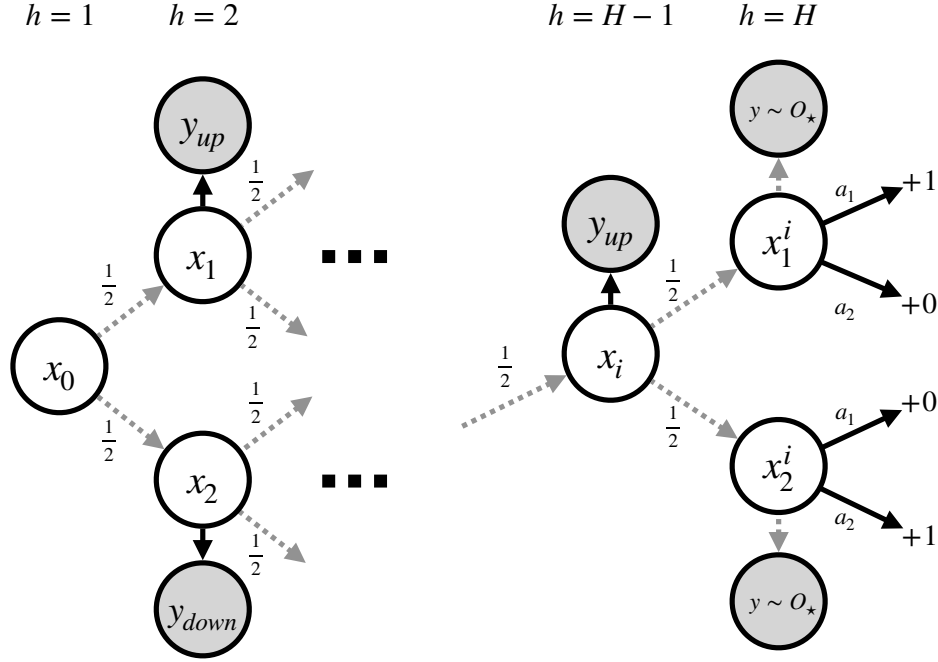 h = 1
h = 2
h = H − 1
h = H
y_up
y ∼ O_⋆
1/2
1/2
x_1
a_1
+1
y_up
x_1^i
1/2
1/2
a_2
+0
x_0
1/2
x_i
1/2
1/2
1/2
a_1
+0
x_2
x_2^i
1/2
a_2
+1
y_down
y ∼ O_⋆